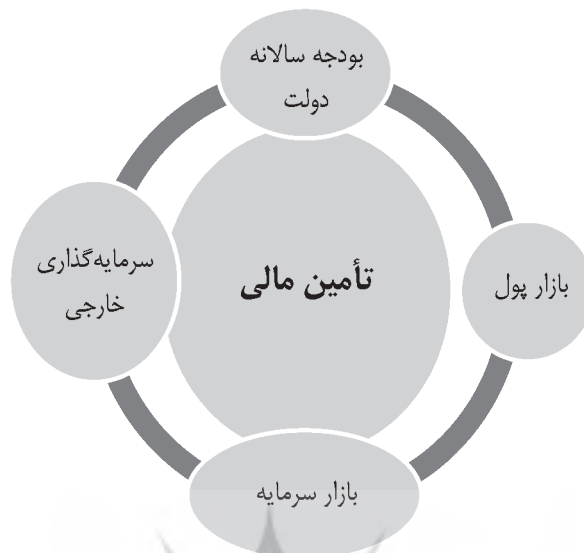 بودجه سالانه
دولت
سرمایه‌گذاری
خارجی
تأمین مالی
بازار پول
بازار سرمایه